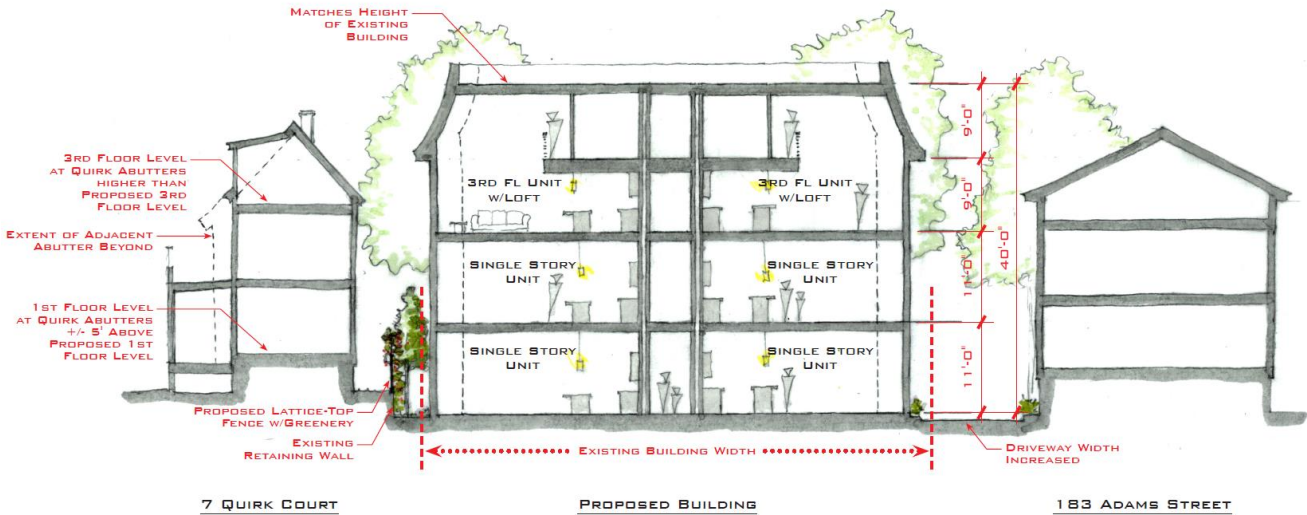 Matches Height
of Existing
Building
3rd Floor Level
at Quirk Abutters
higher than
Proposed 3rd
Floor Level
Extent of Adjacent
Abutter Beyond
1st Floor Level
at Quirk Abutters
+/- 5' Above
Proposed 1st
Floor Level
Proposed Lattice-Top
Fence w/Greenery
Existing
Retaining Wall
3rd Fl Unit
w/Loft
3rd Fl Unit
w/Loft
Single Story
Unit
Single Story
Unit
Single Story
Unit
Single Story
Unit
9'-0"
9'-0"
11'-0"
11'-0"
40'-0"
Existing Building Width
Driveway Width
Increased
7 Quirk Court
Proposed Building
183 Adams Street